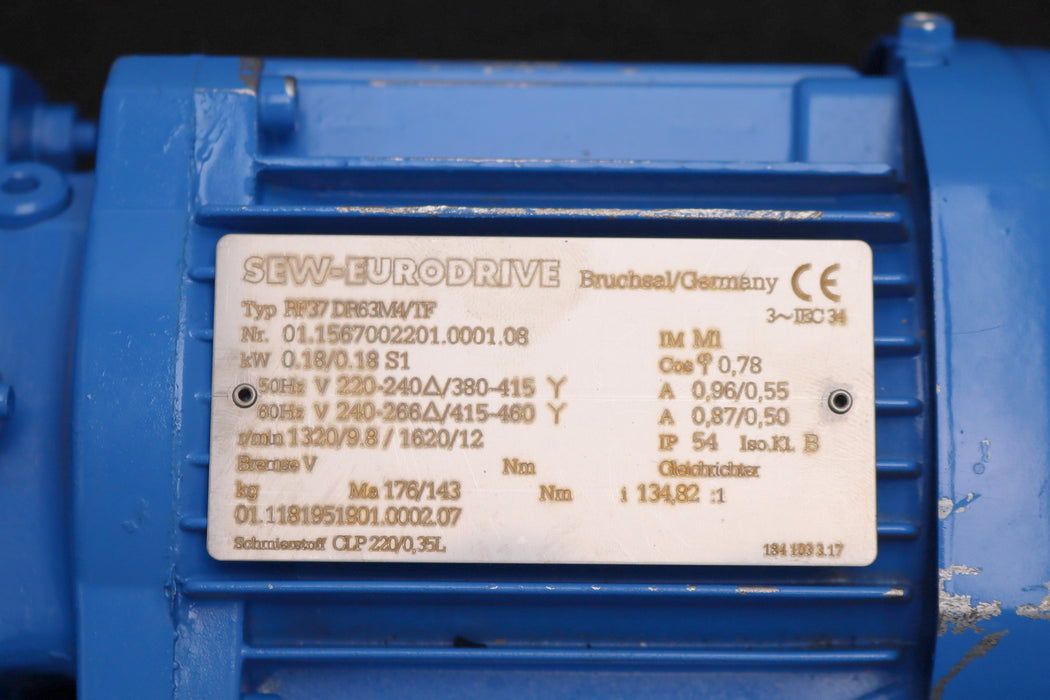 SEW-EURODRIVE Bruchsal/Germany CE
Typ RF37 DR63M4/TF 3~IEC 34
Nr. 01.1567002201.0001.08 IM M1
kW 0.18/0.18 S1 Cos φ 0,78
50Hz V 220-240Δ/380-415 Y A 0,96/0.55
60Hz V 240-266Δ/415-460 Y A 0,87/0,50
r/min 1320/9.8 / 1620/12 IP 54 Iso.Kl. B
Bremse V Nm Gleichrichter
kg Ma 176/143 Nm i 134,82 :1
01.1181951901.0002.07
Schmierstoff CLP 220/0,35L 184 193 3.17